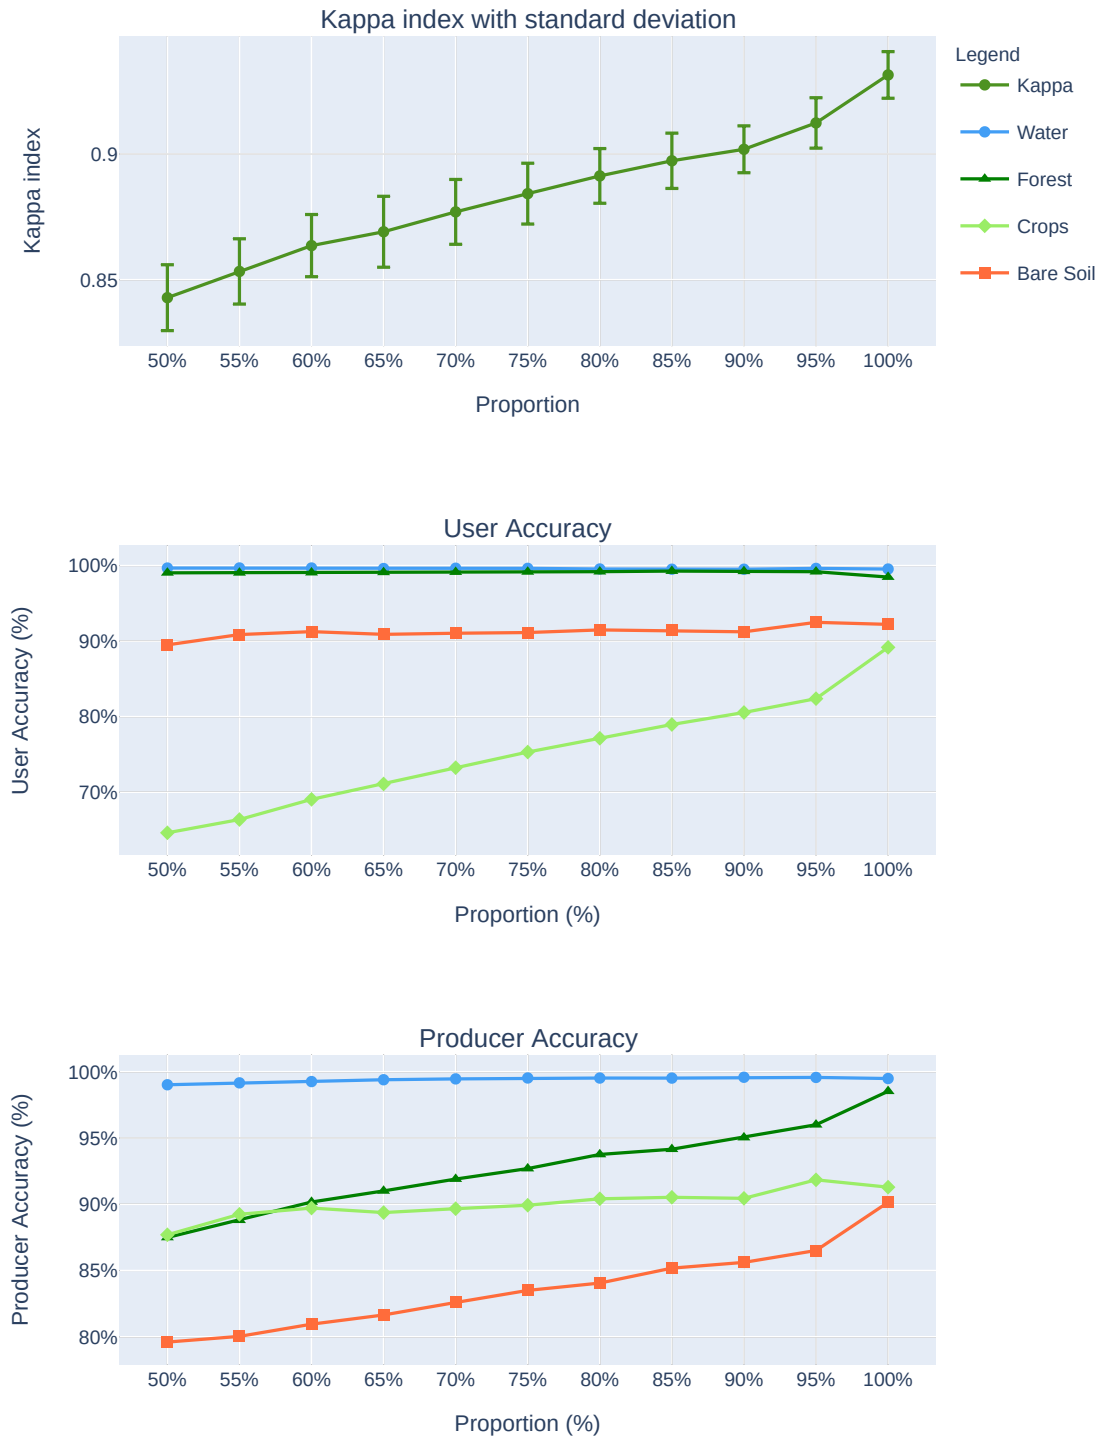 Kappa index with standard deviation
Legend
Kappa
Water
Forest
Crops
Bare Soil
Kappa index
0.9
0.85
50% 55% 60% 65% 70% 75% 80% 85% 90% 95% 100%
Proportion
User Accuracy
User Accuracy (%)
100%
90%
80%
70%
50% 55% 60% 65% 70% 75% 80% 85% 90% 95% 100%
Proportion (%)
Producer Accuracy
Producer Accuracy (%)
100%
95%
90%
85%
80%
50% 55% 60% 65% 70% 75% 80% 85% 90% 95% 100%
Proportion (%)